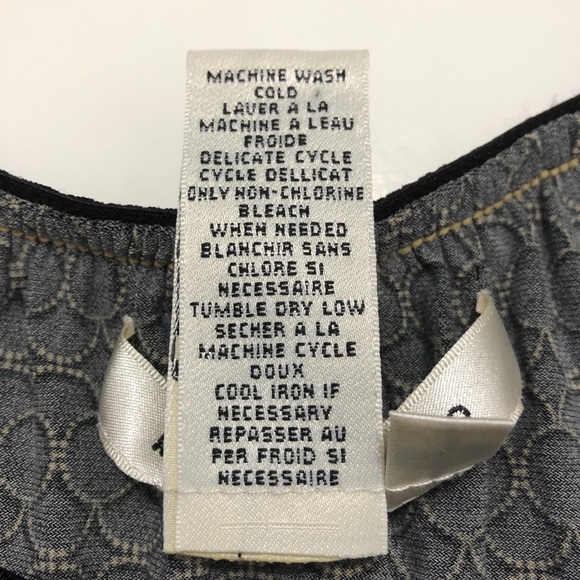 MACHINE WASH
COLD
LAVER A LA
MACHINE A LEAU
FROIDE
DELICATE CYCLE
CYCLE DELLICAT
ONLY NON-CHLORINE
BLEACH
WHEN NEEDED
BLANCHIR SANS
CHLORE SI
NECESSAIRE
TUMBLE DRY LOW
SECHER A LA
MACHINE CYCLE
DOUX
COOL IRON IF
NECESSARY
REPASSER AU
PER FROID SI
NECESSAIRE